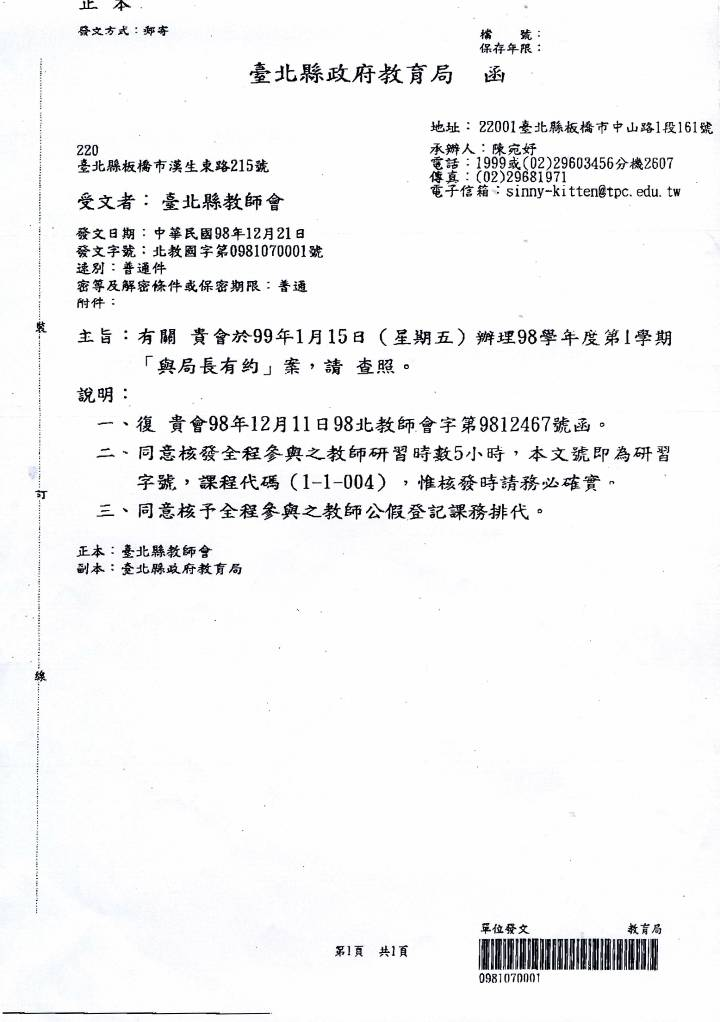 正本
發文方式：郵寄
檔　　號：
保存年限：
臺北縣政府教育局　函
地址：22001臺北縣板橋市中山路1段161號
承辦人：陳宛妤
電話：1999或(02)29603456分機2607
傳真：(02)29681971
電子信箱：sinny-kitten@tpc.edu.tw
220
臺北縣板橋市漢生東路215號
受文者：臺北縣教師會
發文日期：中華民國98年12月21日
發文字號：北教國字第0981070001號
速別：普通件
密等及解密條件或保密期限：普通
附件：
主旨：有關　貴會於99年1月15日（星期五）辦理98學年度第1學期
「與局長有約」案，請　查照。
說明：
一、復　貴會98年12月11日98北教師會字第9812467號函。
二、同意核發全程參與之教師研習時數5小時，本文號即為研習
字號，課程代碼（1-1-004），惟核發時請務必確實。
三、同意核予全程參與之教師公假登記課務排代。
正本：臺北縣教師會
副本：臺北縣政府教育局
裝
訂
線
單位發文　教育局
0981070001
第1頁　共1頁